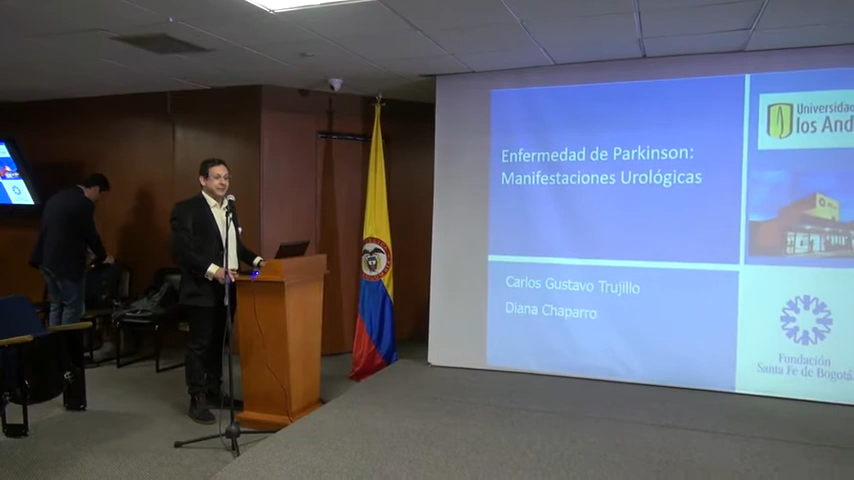 Enfermedad de Parkinson:
Manifestaciones Urológicas
Carlos Gustavo Trujillo
Diana Chaparro
Universidad
los And
Fundación
Santa Fe de Bogotá